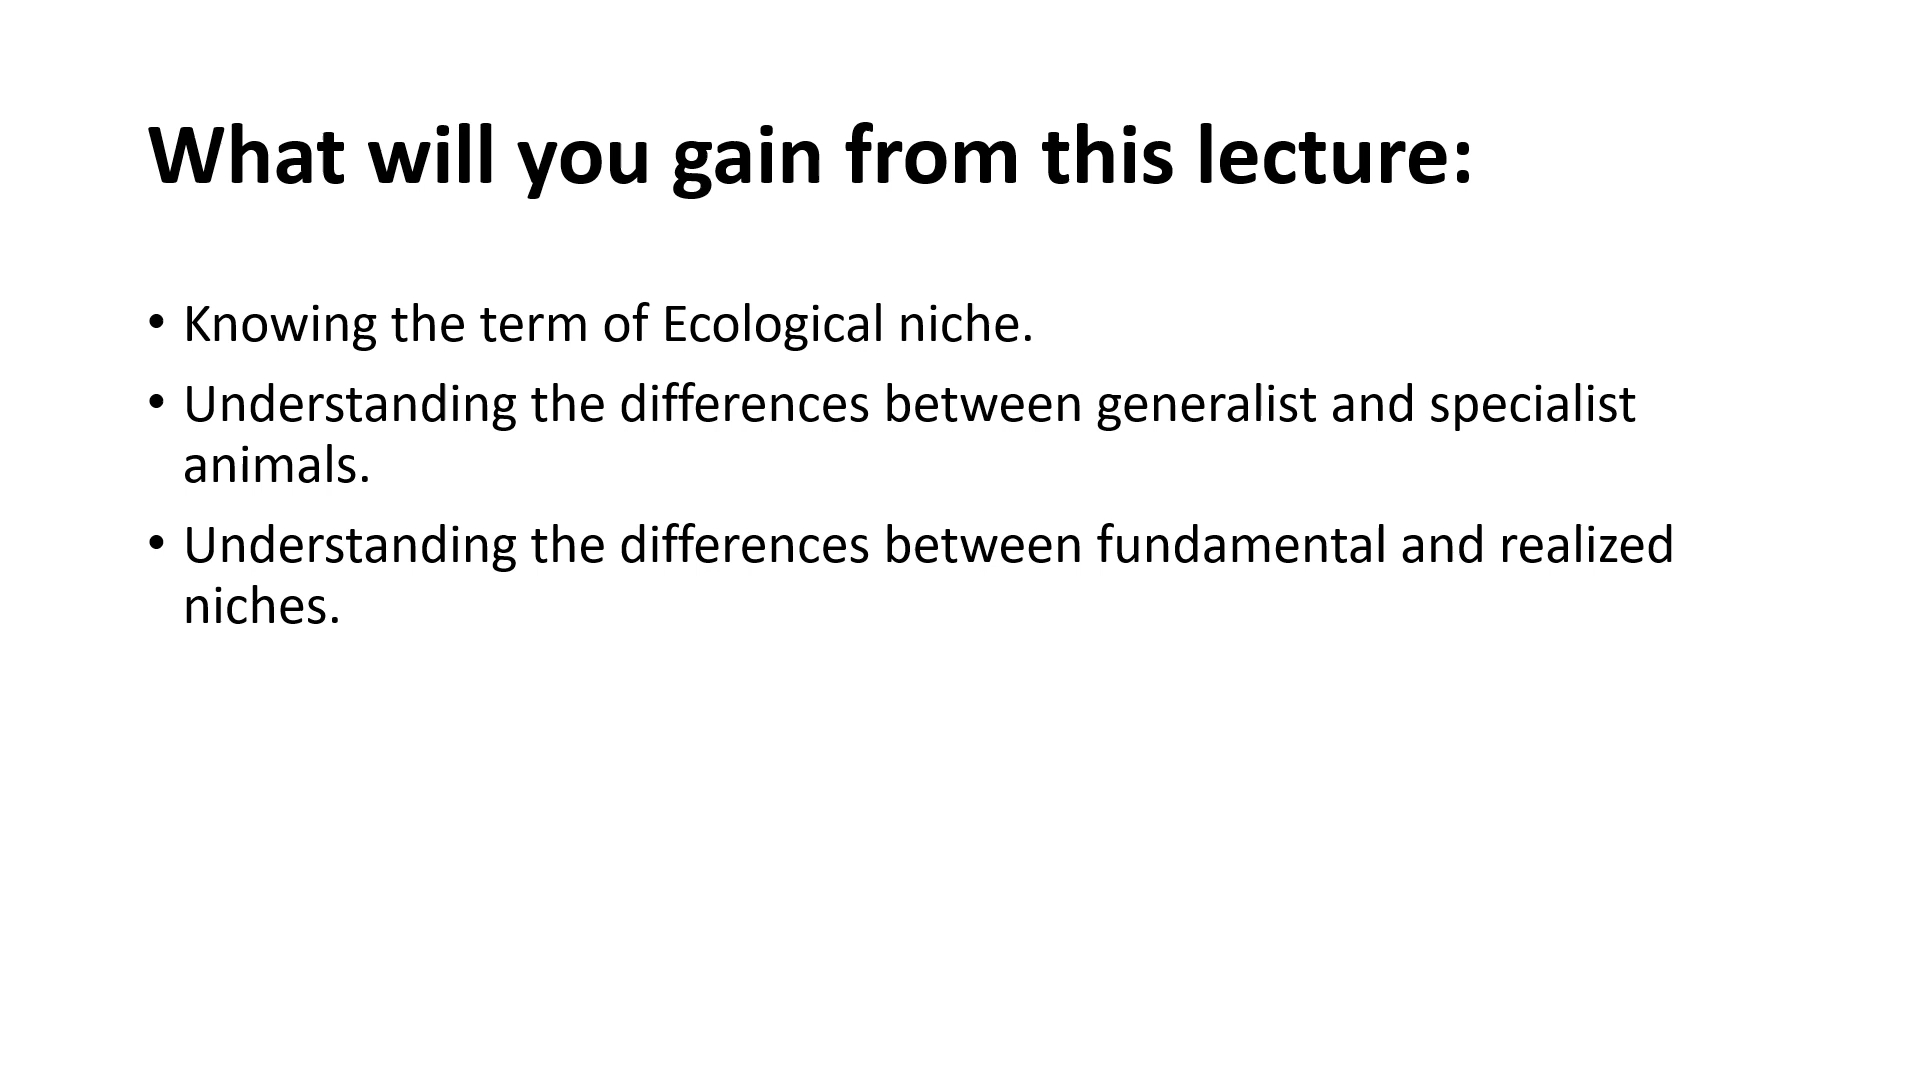 What will you gain from this lecture:
• Knowing the term of Ecological niche.
• Understanding the differences between generalist and specialist
animals.
• Understanding the differences between fundamental and realized
niches.